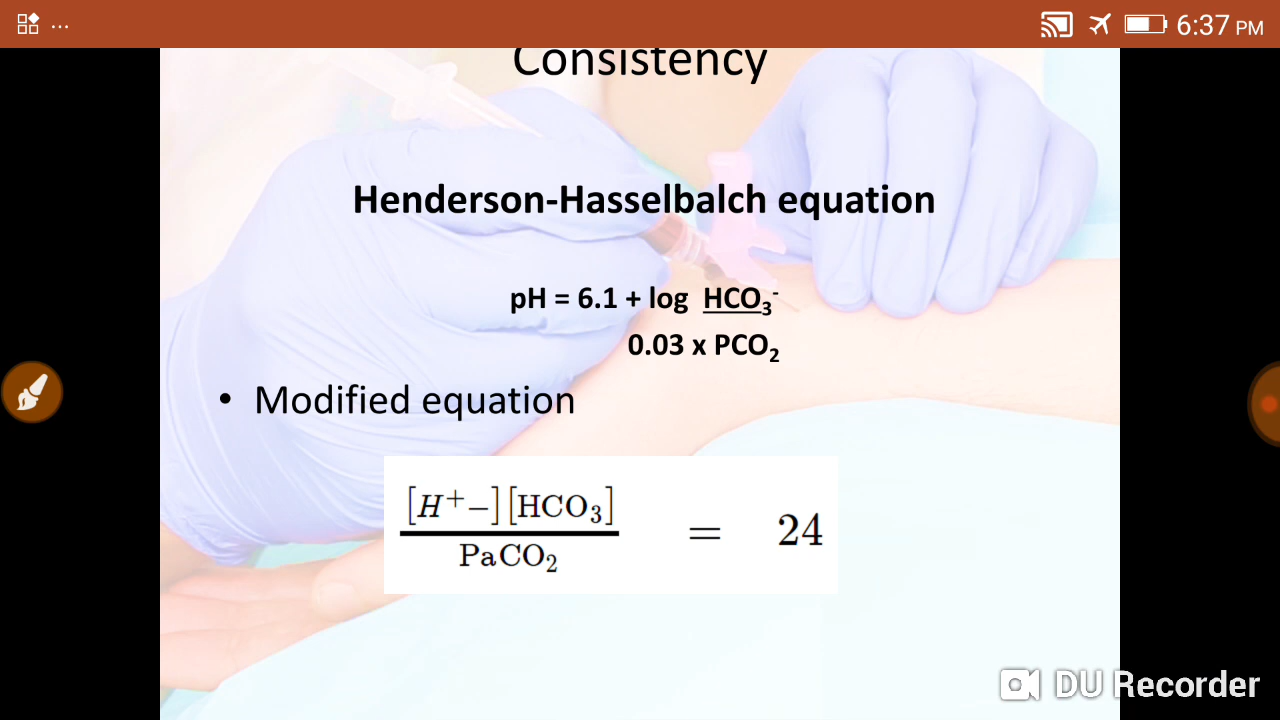 ... 6:37 PM
Consistency
Henderson-Hasselbalch equation
pH = 6.1 + log HCO₃⁻
0.03 x PCO₂
• Modified equation
[H⁺−][HCO₃]
PaCO₂
= 24
DU Recorder